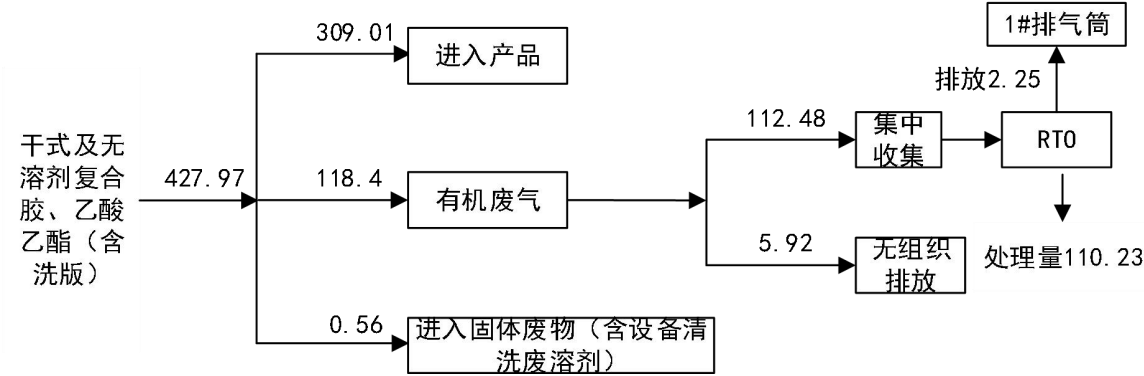 309.01
进入产品
1#排气筒
排放2.25
干式及无
溶剂复合
胶、乙酸
乙酯（含
洗版）
427.97
118.4
有机废气
112.48
集中
收集
RTO
5.92
无组织
排放
处理量110.23
0.56
进入固体废物（含设备清
洗废溶剂）